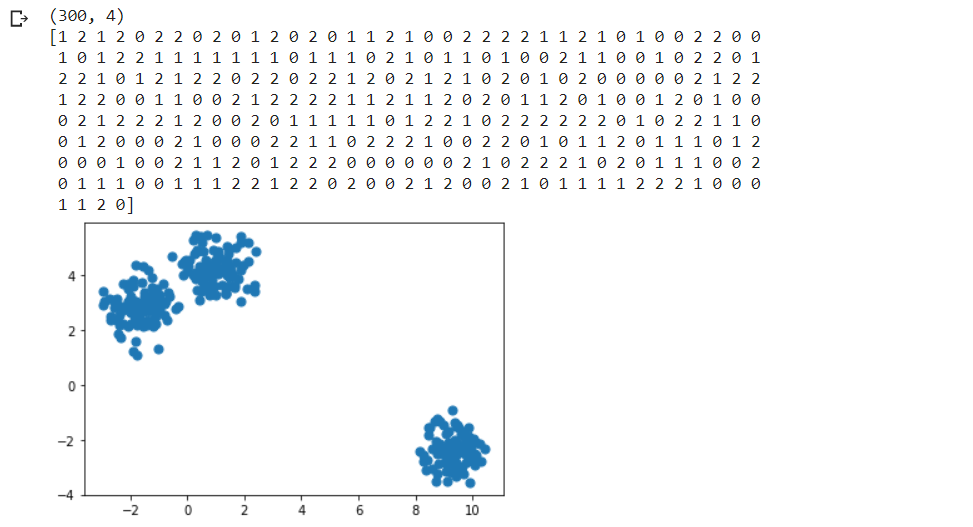 (300, 4)
[1 2 1 2 0 2 2 0 2 0 1 2 0 2 0 1 1 2 1 0 0 2 2 2 2 1 1 2 1 0 1 0 0 2 2 0 0
1 0 1 2 2 1 1 1 1 1 1 1 0 1 1 1 0 2 1 0 1 1 0 1 0 0 2 1 1 0 0 1 0 2 2 0 1
2 2 1 0 1 2 1 2 2 0 2 2 0 2 2 1 2 0 2 1 2 1 0 2 0 1 0 2 0 0 0 0 0 2 1 2 2
1 2 2 0 0 1 1 0 0 2 1 2 2 2 2 1 1 2 1 1 2 0 2 0 1 1 2 0 1 0 0 1 2 0 1 0 0
0 2 1 2 2 2 1 2 0 0 2 0 1 1 1 1 1 0 1 2 2 1 0 2 2 2 2 2 2 0 1 0 2 2 1 1 0
0 1 2 0 0 0 2 1 0 0 0 2 2 1 1 0 2 2 2 1 0 0 2 2 0 1 0 1 1 2 0 1 1 1 0 1 2
0 0 0 1 0 0 2 1 1 2 0 1 2 2 2 0 0 0 0 0 0 2 1 0 2 2 2 1 0 2 0 1 1 1 0 0 2
0 1 1 1 0 0 1 1 1 2 2 1 2 2 0 2 0 0 2 1 2 0 0 2 1 0 1 1 1 1 2 2 2 1 0 0 0
1 1 2 0]
4
2
0
−2
−4
−2 0 2 4 6 8 10